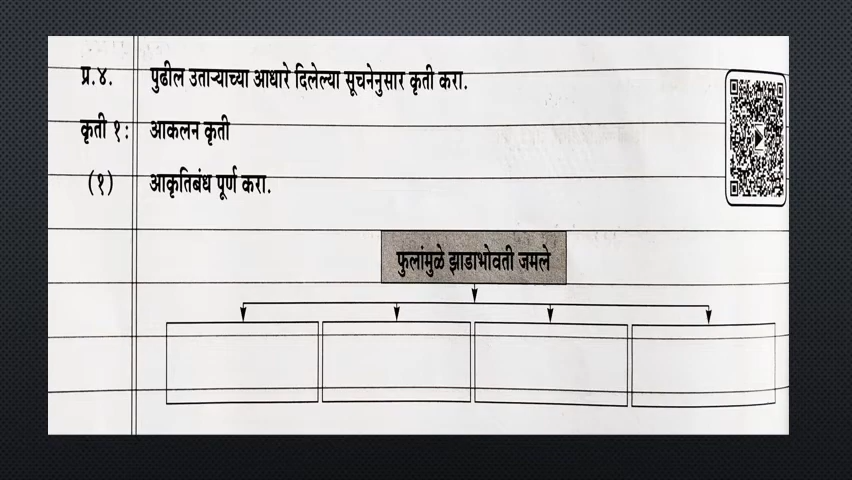 प्र.४. पुढील उताऱ्याच्या आधारे दिलेल्या सूचनेनुसार कृती करा.
कृती १: आकलन कृती
(१) आकृतिबंध पूर्ण करा.
फुलांमुळे झाडाभोवती जमले